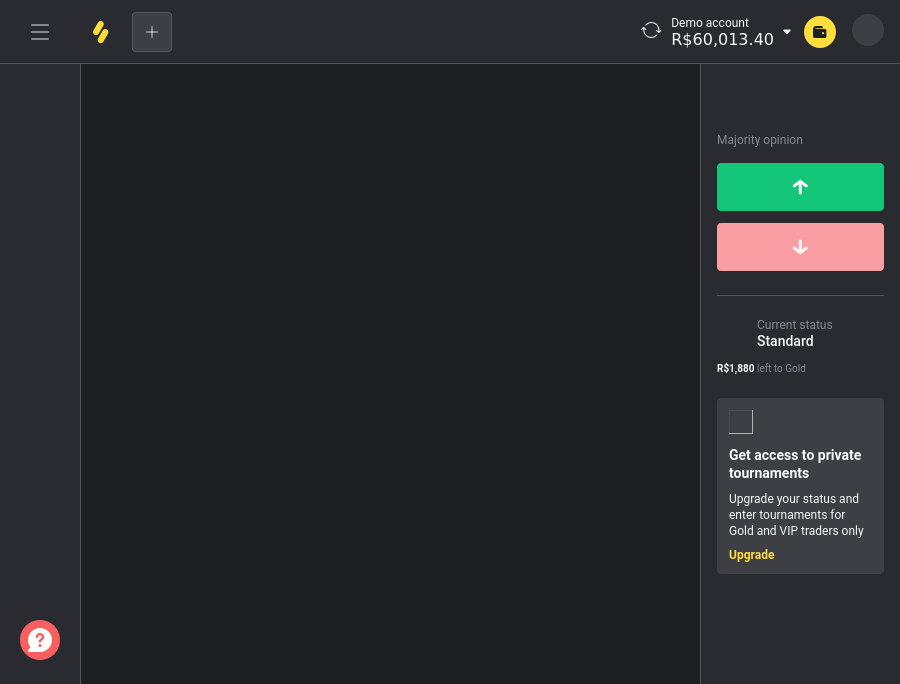 Demo account
R$60,013.40
Majority opinion
Current status
Standard
R$1,880 left to Gold
Get access to private
tournaments
Upgrade your status and
enter tournaments for
Gold and VIP traders only
Upgrade